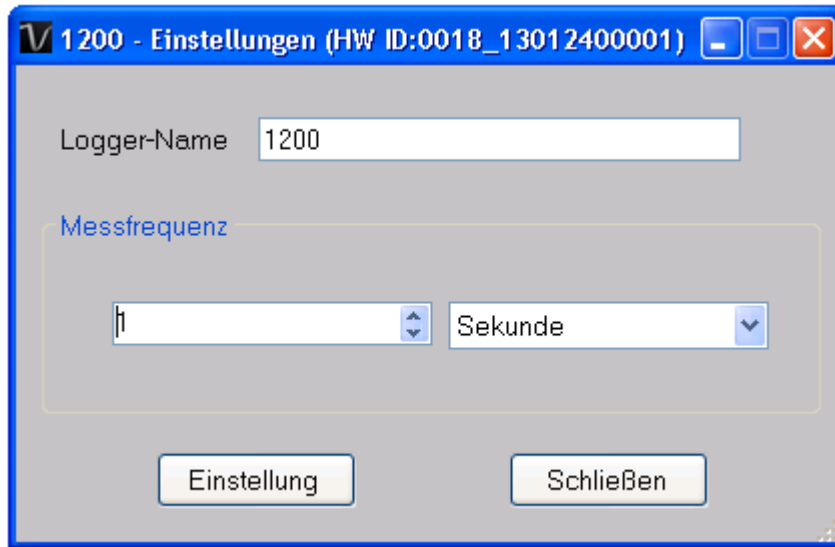 1200 - Einstellungen (HW ID:0018_13012400001)
Logger-Name 1200
Messfrequenz
1 Sekunde
Einstellung Schließen